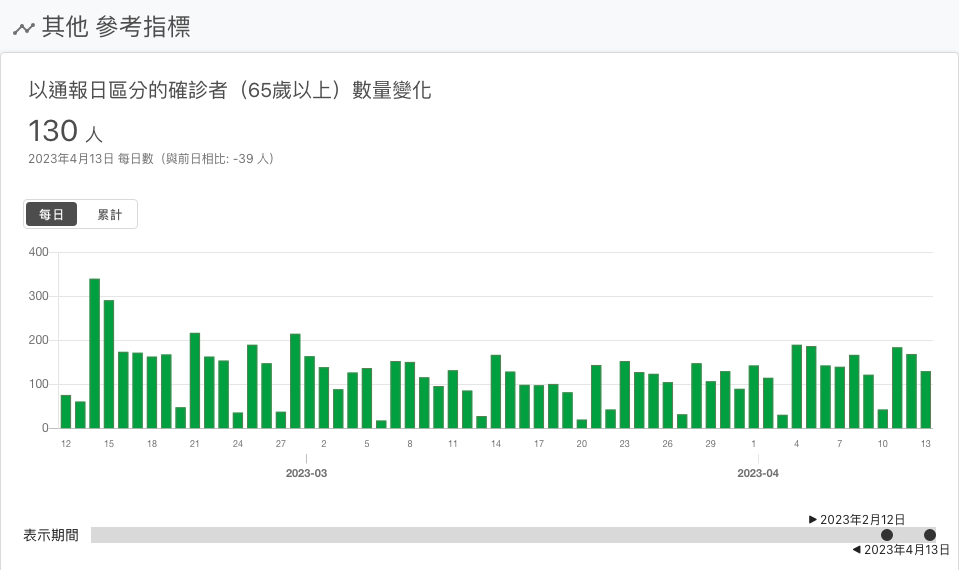 其他 參考指標
以通報日區分的確診者（65歲以上）數量變化
130 人
2023年4月13日 每日數（與前日相比: -39 人）
每日 累計
400
300
200
100
0
12 15 18 21 24 27 2 5 8 11 14 17 20 23 26 29 1 4 7 10 13
2023-03 2023-04
▶ 2023年2月12日
表示期間
◀ 2023年4月13日